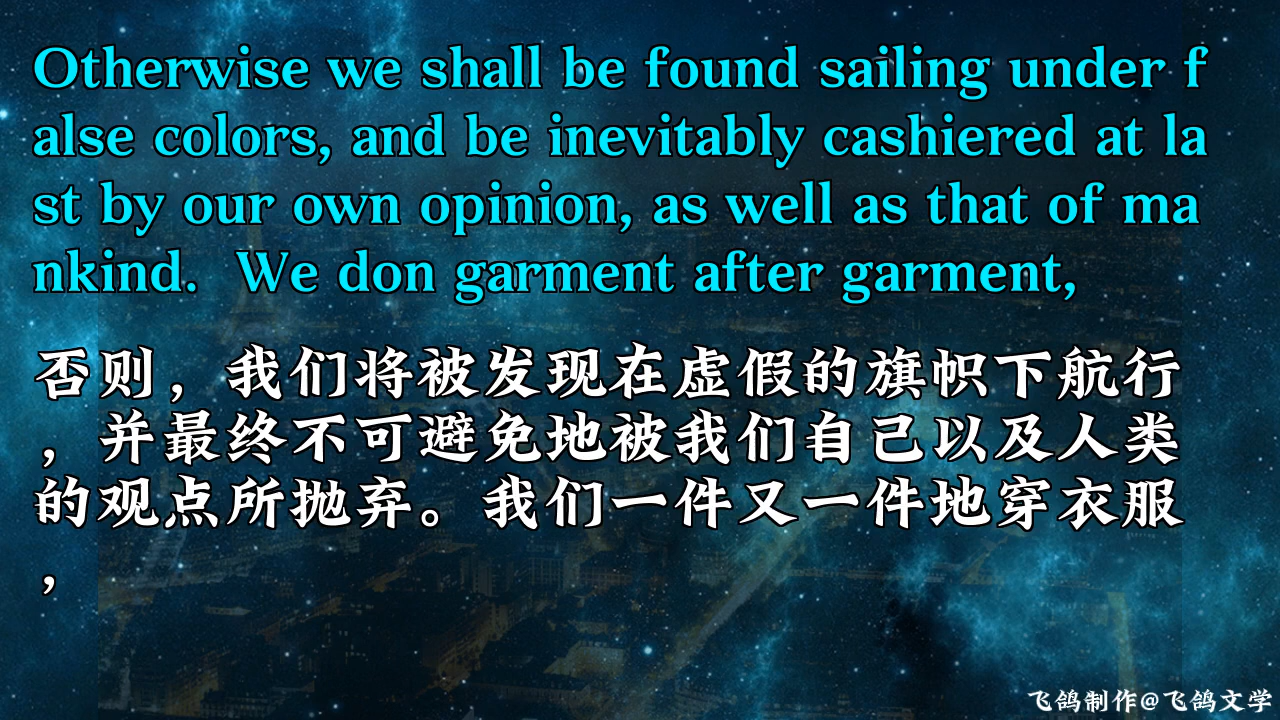 Otherwise we shall be found sailing under f
alse colors, and be inevitably cashiered at la
st by our own opinion, as well as that of ma
nkind.  We don garment after garment,
否则，我们将被发现在虚假的旗帜下航行
，并最终不可避免地被我们自己以及人类
的观点所抛弃。我们一件又一件地穿衣服
，
飞鸽制作@飞鸽文学